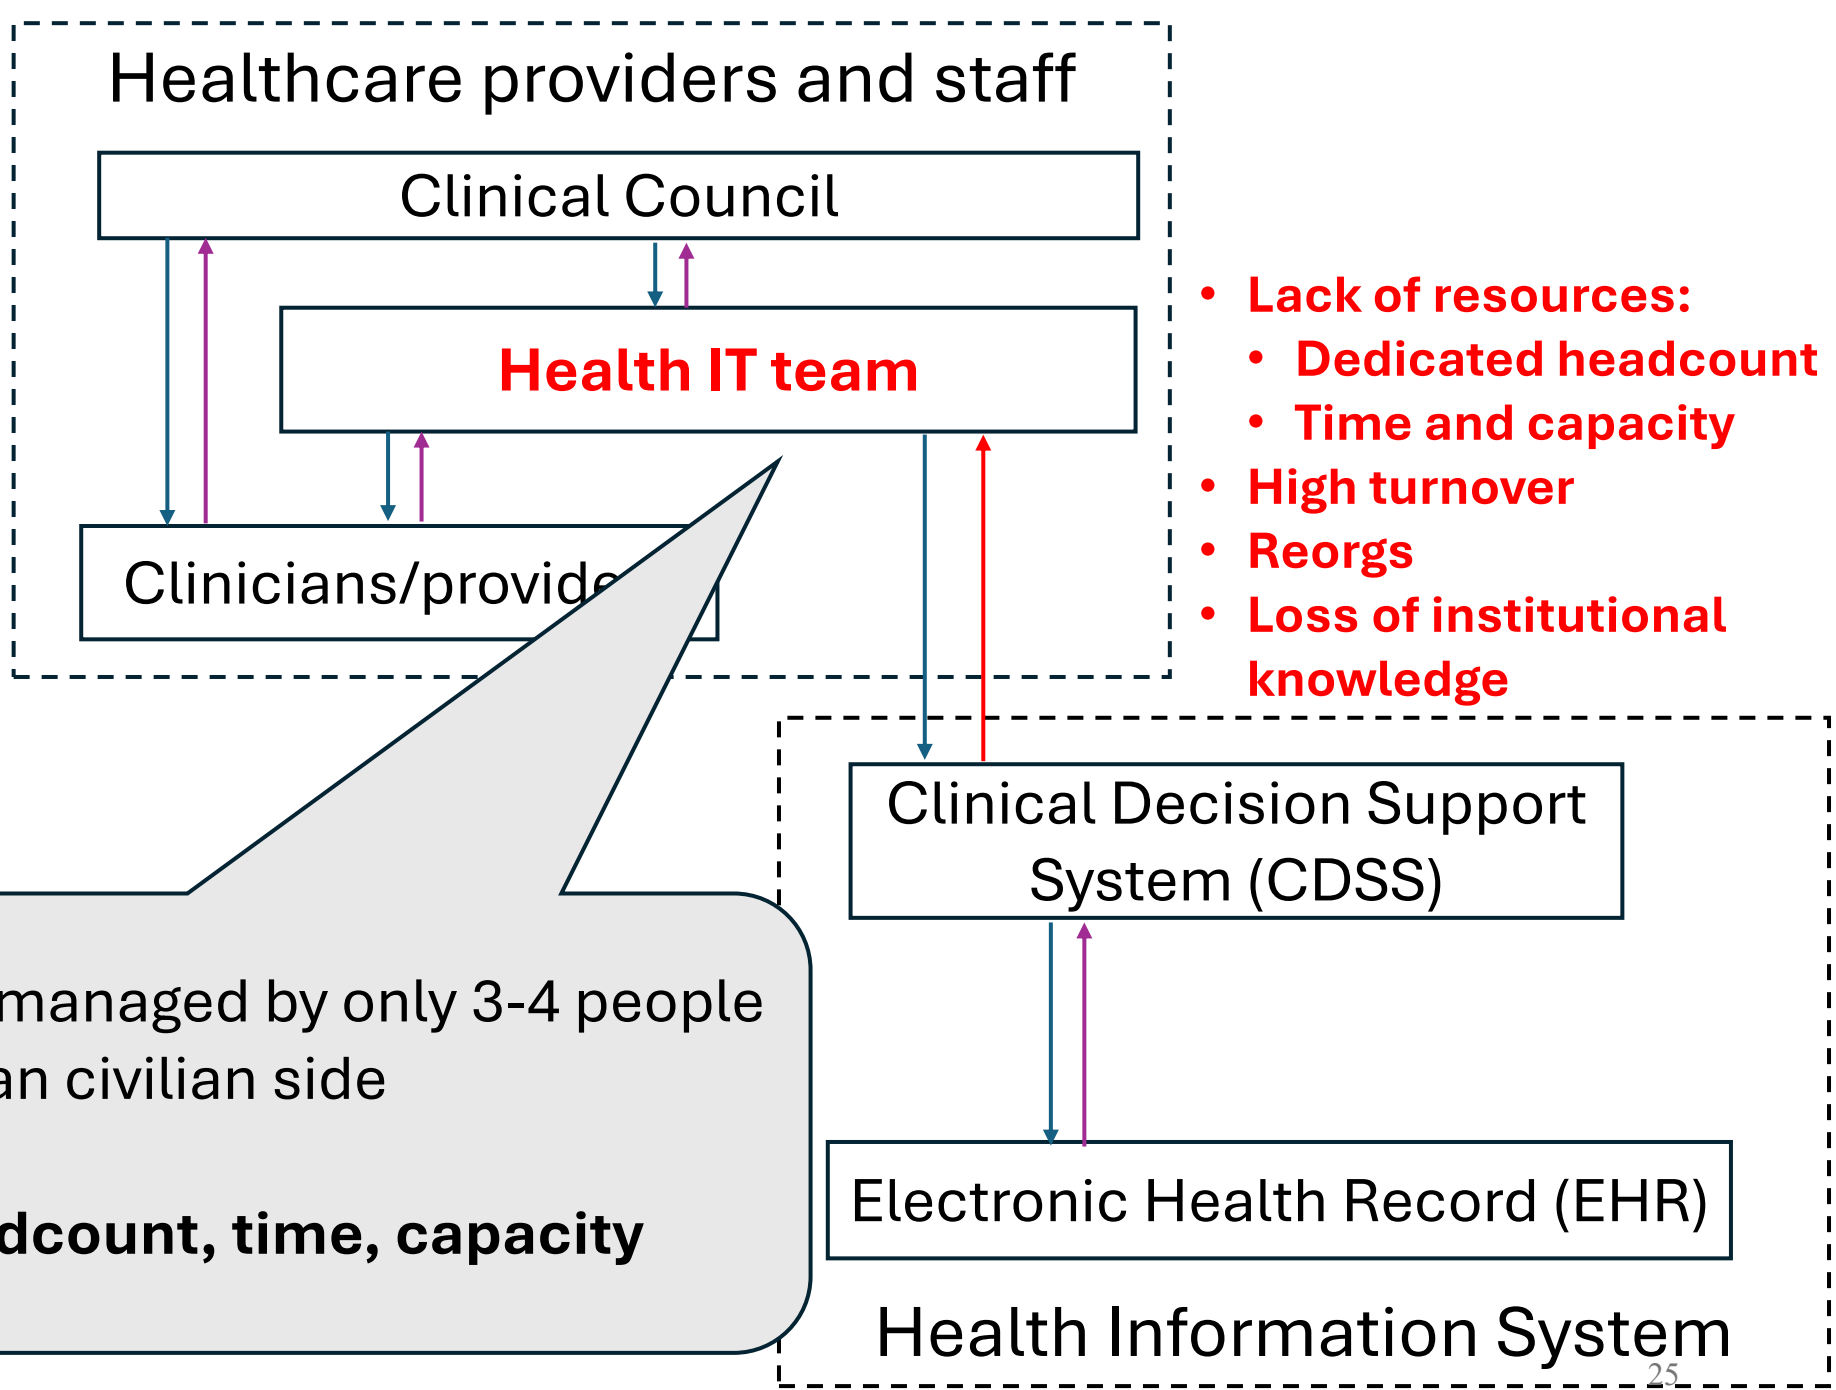 Healthcare providers and staff
Clinical Council
Health IT team
• Lack of resources:
• Dedicated headcount
• Time and capacity
• High turnover
• Reorgs
• Loss of institutional
knowledge
Clinicians/provide
Clinical Decision Support
System (CDSS)
managed by only 3-4 people
an civilian side
dcount, time, capacity
Electronic Health Record (EHR)
Health Information System
25